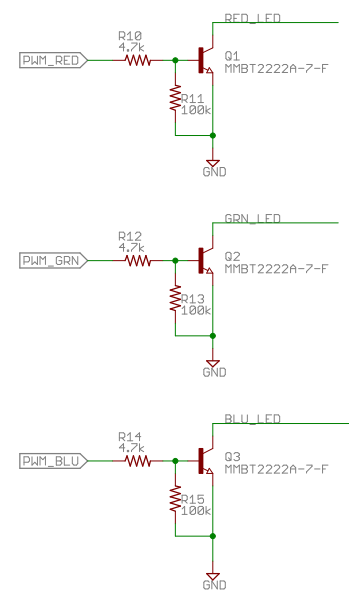 RED_LED
R10
4.7k
PWM_RED
Q1
MMBT2222A-7-F
R11
100k
GND
GRN_LED
R12
4.7k
PWM_GRN
Q2
MMBT2222A-7-F
R13
100k
GND
BLU_LED
R14
4.7k
PWM_BLU
Q3
MMBT2222A-7-F
R15
100k
GND